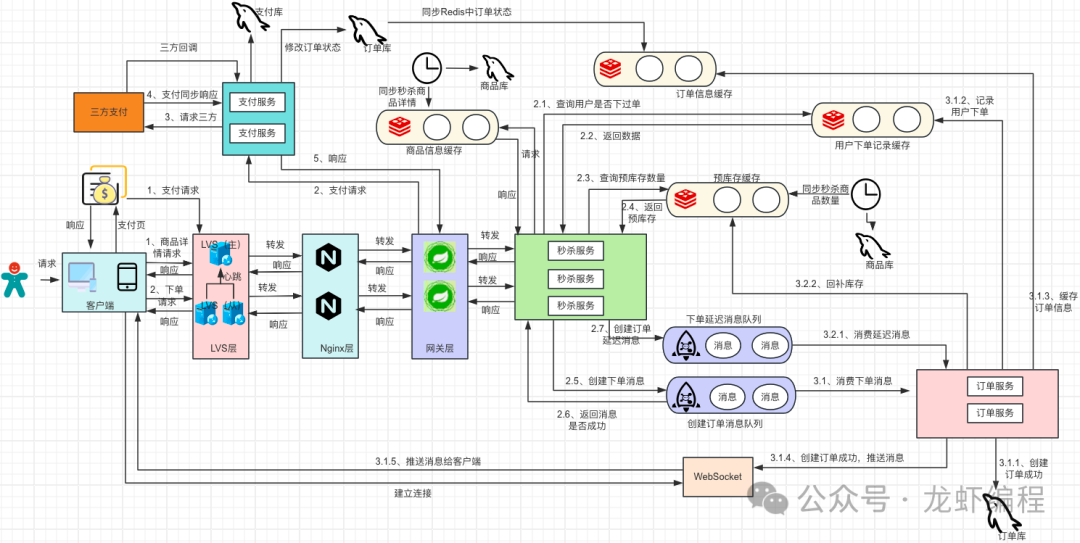 支付库
订单库
同步Redis中订单状态
修改订单状态
三方回调
三方支付
4、支付同步响应
3、请求三方
支付服务
支付服务
商品库
同步秒杀商
品详情
商品信息缓存
订单信息缓存
2.1、查询用户是否下过单
2.2、返回数据
用户下单记录缓存
3.1.2、记录
用户下单
请求
响应
5、响应
2、支付请求
2.3、查询预库存数量
预库存缓存
2.4、返回
预库存
同步秒杀商
品数量
商品库
1、支付请求
响应
支付页
请求
客户端
1、商品详
情请求
响应
2、下单
请求
响应
LVS（主）
心跳
LVS（从）
LVS层
转发
响应
转发
响应
Nginx层
转发
响应
转发
响应
网关层
转发
响应
转发
响应
秒杀服务
秒杀服务
秒杀服务
3.2.2、回补库存
3.1.3、缓存
订单信息
2.7、创建订单
延迟消息
下单延迟消息队列
消息
消息
3.2.1、消费延迟消息
2.5、创建下单消息
2.6、返回消息
是否成功
消息
消息
创建订单消息队列
3.1、消费下单消息
订单服务
订单服务
3.1.5、推送消息给客户端
建立连接
WebSocket
3.1.4、创建订单成功，推送消息
3.1.1、创建
订单成功
订单库
公众号 · 龙虾编程